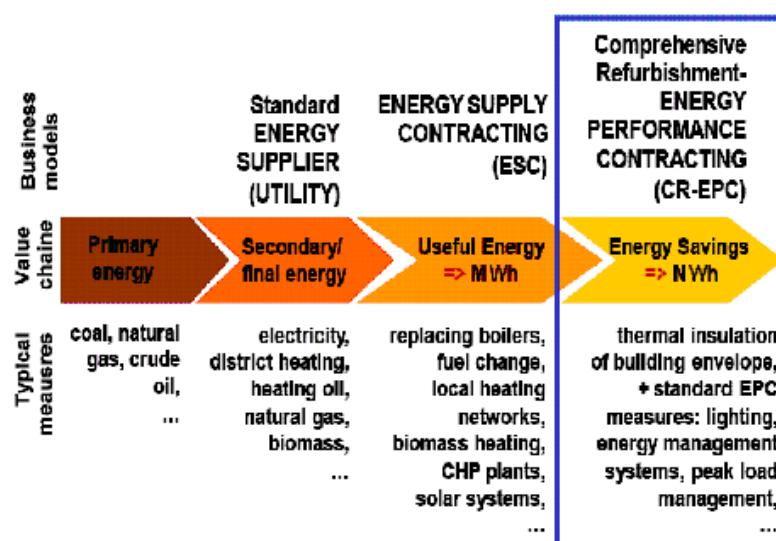 Business
models
Standard
ENERGY
SUPPLIER
(UTILITY)
ENERGY SUPPLY
CONTRACTING
(ESC)
Comprehensive
Refurbishment-
ENERGY
PERFORMANCE
CONTRACTING
(CR-EPC)
Value
chaine
Primary
energy
Secondary/
final energy
Useful Energy
=> MWh
Energy Savings
=> NWh
Typical
meausres
coal, natural
gas, crude
oil,
...
electricity,
district heating,
heating oil,
natural gas,
biomass,
...
replacing boilers,
fuel change,
local heating
networks,
biomass heating,
CHP plants,
solar systems,
...
thermal insulation
of building envelope,
+ standard EPC
measures: lighting,
energy management
systems, peak load
management,
...